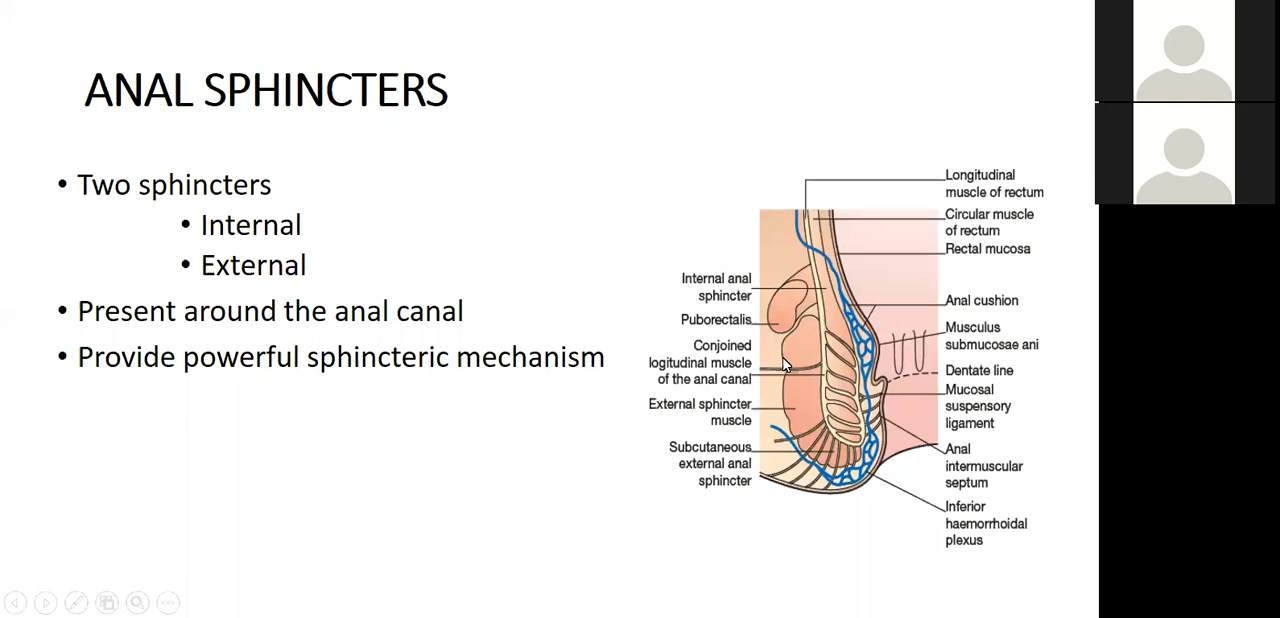 ANAL SPHINCTERS
• Two sphincters
• Internal
• External
• Present around the anal canal
• Provide powerful sphincteric mechanism
Internal anal
sphincter
Puborectalis
Conjoined
logitudinal muscle
of the anal canal
External sphincter
muscle
Subcutaneous
external anal
sphincter
Longitudinal
muscle of rectum
Circular muscle
of rectum
Rectal mucosa
Anal cushion
Musculus
submucosae ani
Dentate line
Mucosal
suspensory
ligament
Anal
intermuscular
septum
Inferior
haemorrhoidal
plexus